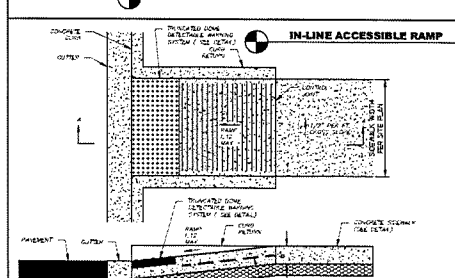 IN-LINE ACCESSIBLE RAMP
TRUNCATED DOME
DETECTABLE WARNING
SYSTEM ( SEE DETAIL)
CONCRETE
CURB
GUTTER
CURB
RETURN
CONTROL
JOINT
RAMP
1:12
MAX
CROSS SLOPE
SIDEWALK WIDTH
PER SITE PLAN
A
TRUNCATED DOME
DETECTABLE WARNING
SYSTEM ( SEE DETAIL)
RAMP
1:12
MAX
CURB
RETURN
CONCRETE SIDEWALK
(SEE DETAIL)
PAVEMENT
GUTTER